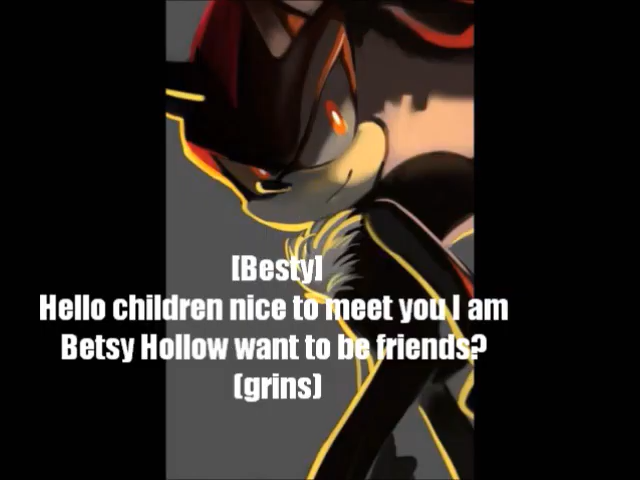 [Besty]
Hello children nice to meet you I am
Betsy Hollow want to be friends?
(grins)